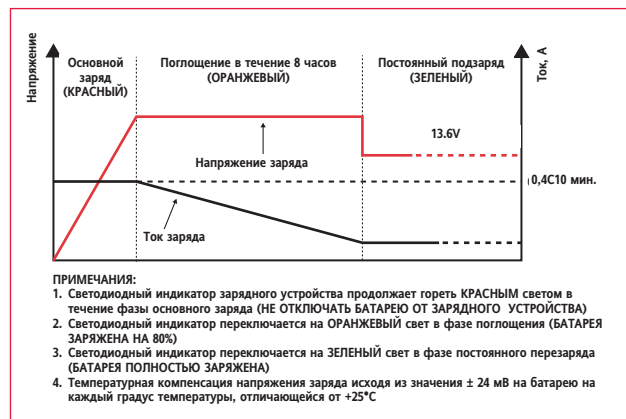 Напряжение
Основной
заряд
(КРАСНЫЙ)
Поглощение в течение 8 часов
(ОРАНЖЕВЫЙ)
Постоянный подзаряд
(ЗЕЛЕНЫЙ)
Ток, А
13.6V
Напряжение заряда
0,4С10 мин.
Ток заряда
ПРИМЕЧАНИЯ:
1. Светодиодный индикатор зарядного устройства продолжает гореть КРАСНЫМ светом в
течение фазы основного заряда (НЕ ОТКЛЮЧАТЬ БАТАРЕЮ ОТ ЗАРЯДНОГО УСТРОЙСТВА)
2. Светодиодный индикатор переключается на ОРАНЖЕВЫЙ свет в фазе поглощения (БАТАРЕЯ
ЗАРЯЖЕНА НА 80%)
3. Светодиодный индикатор переключается на ЗЕЛЕНЫЙ свет в фазе постоянного перезаряда
(БАТАРЕЯ ПОЛНОСТЬЮ ЗАРЯЖЕНА)
4. Температурная компенсация напряжения заряда исходя из значения ± 24 мВ на батарею на
каждый градус температуры, отличающейся от +25°С